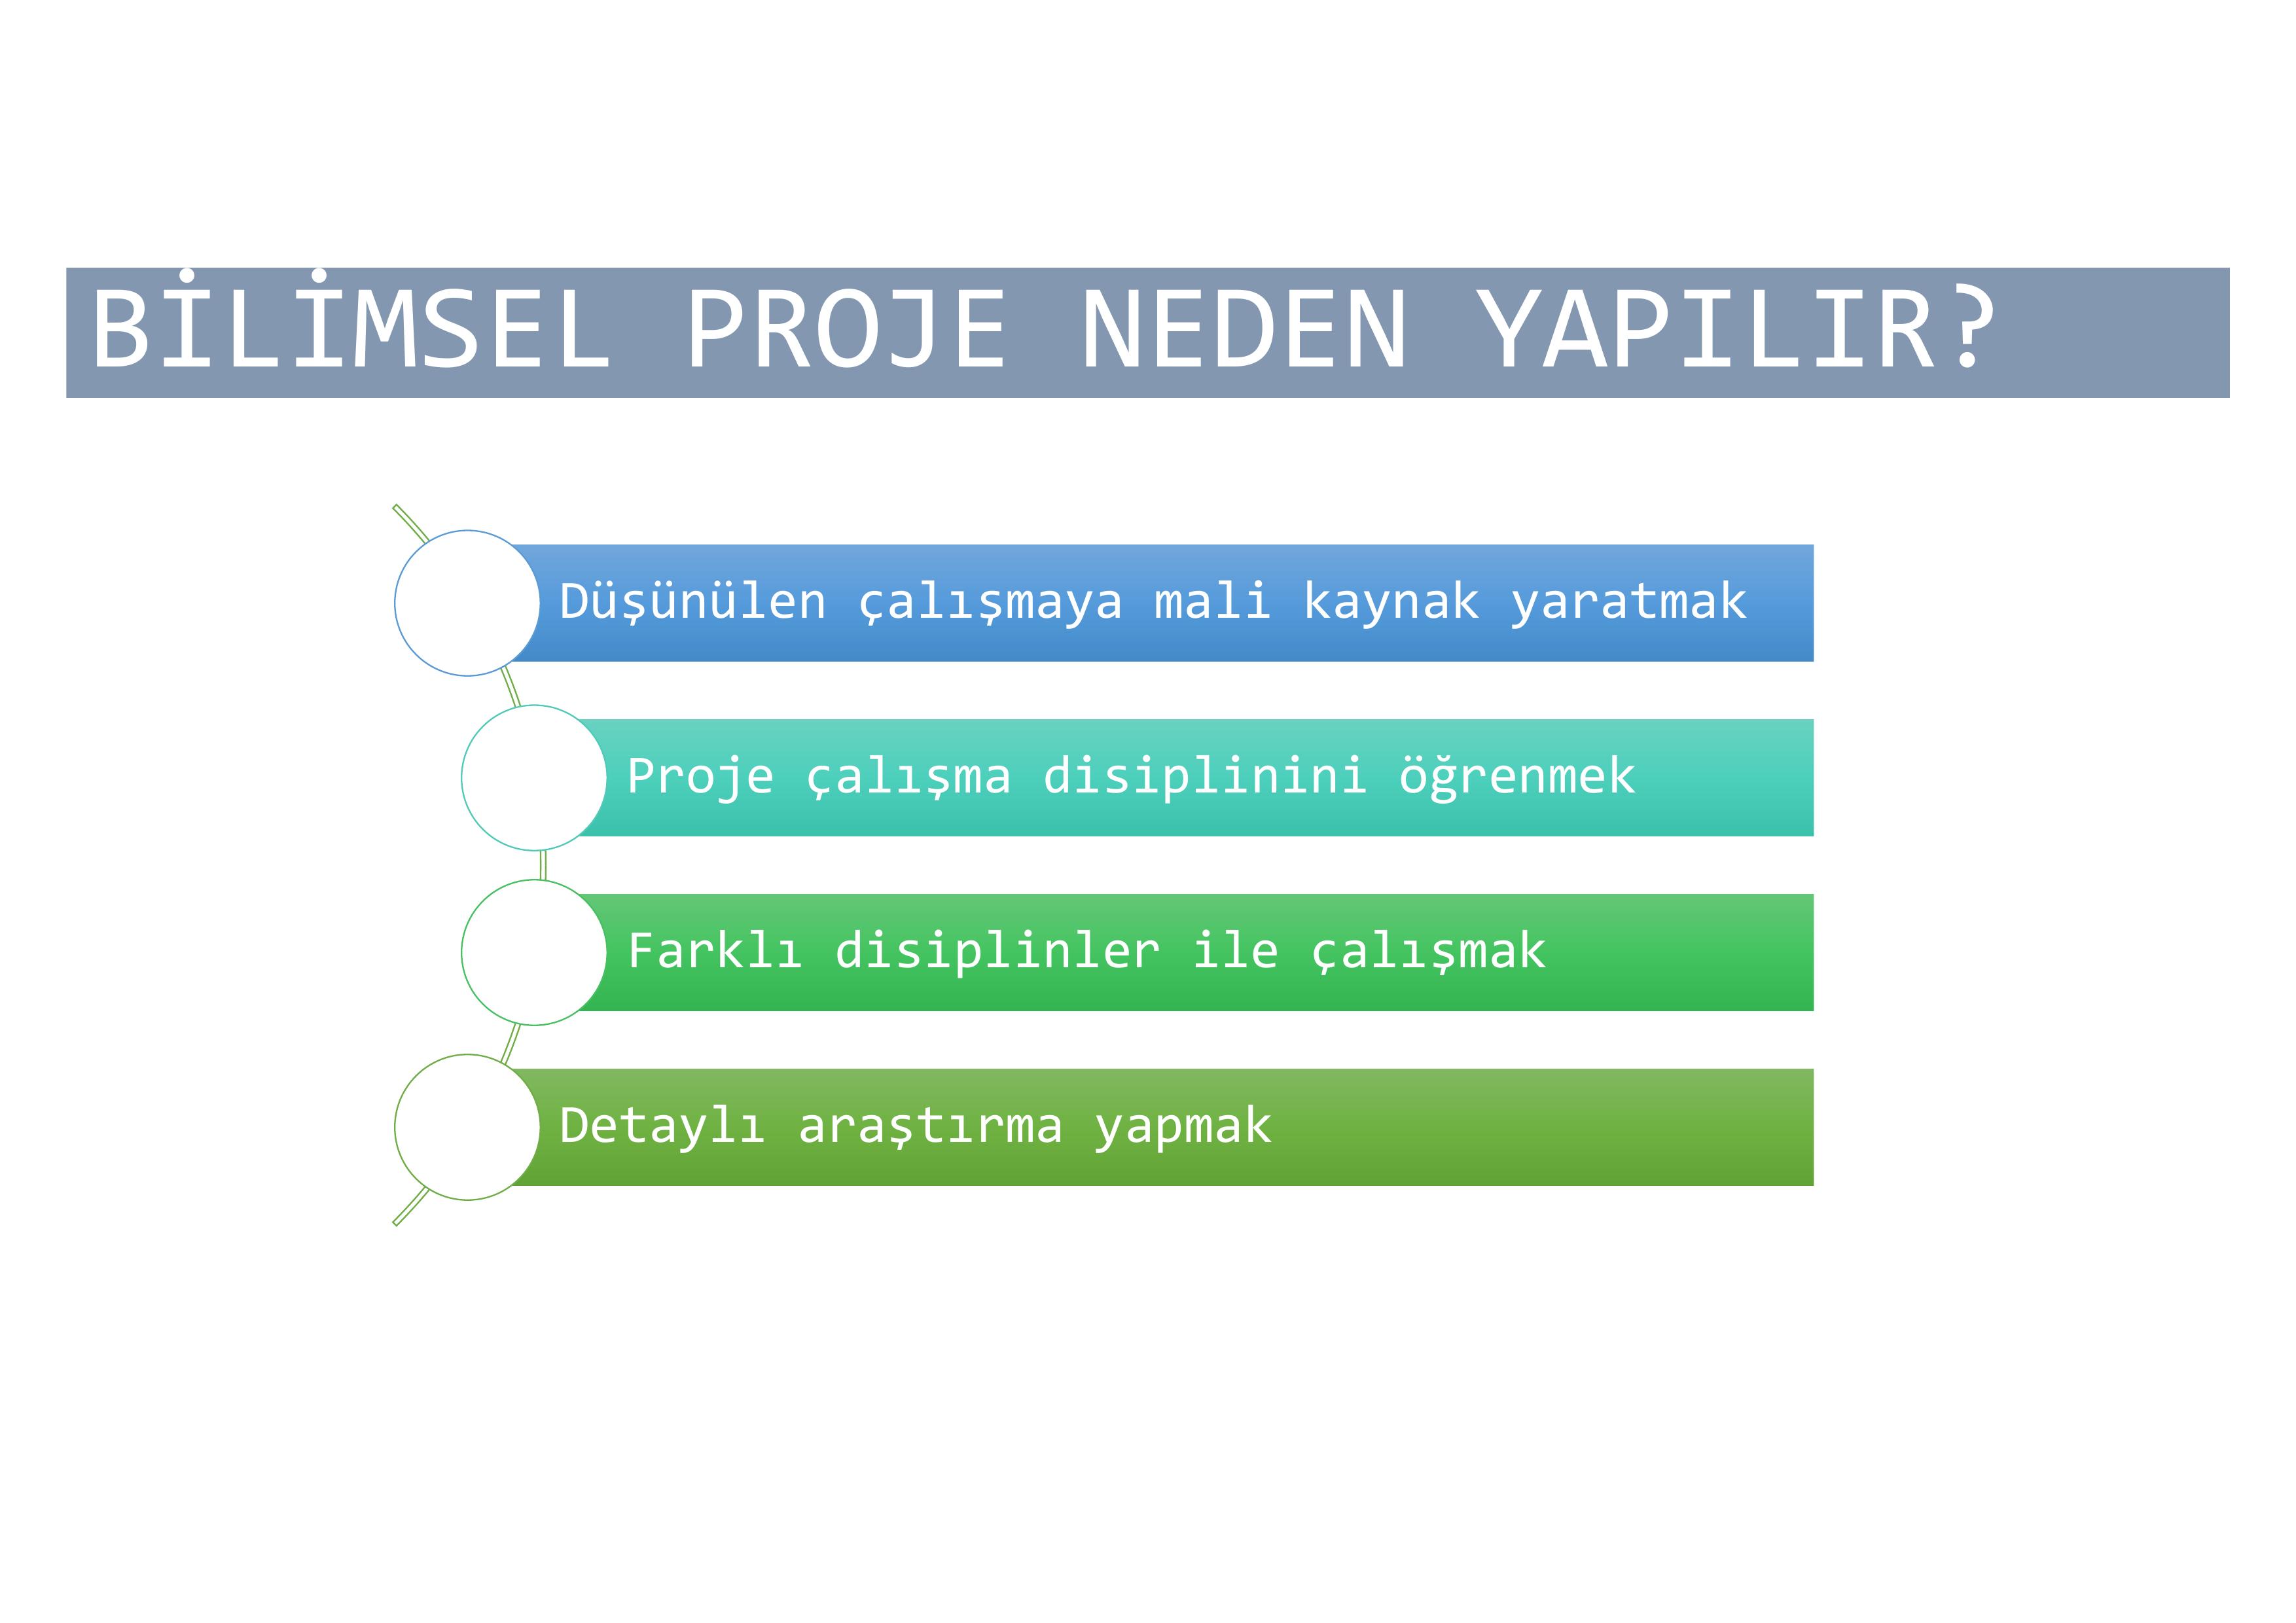 BİLİMSEL PROJE NEDEN YAPILIR?
Düşünülen çalışmaya mali kaynak yaratmak
Proje çalışma disiplinini öğrenmek
Farklı disiplinler ile çalışmak
Detaylı araştırma yapmak